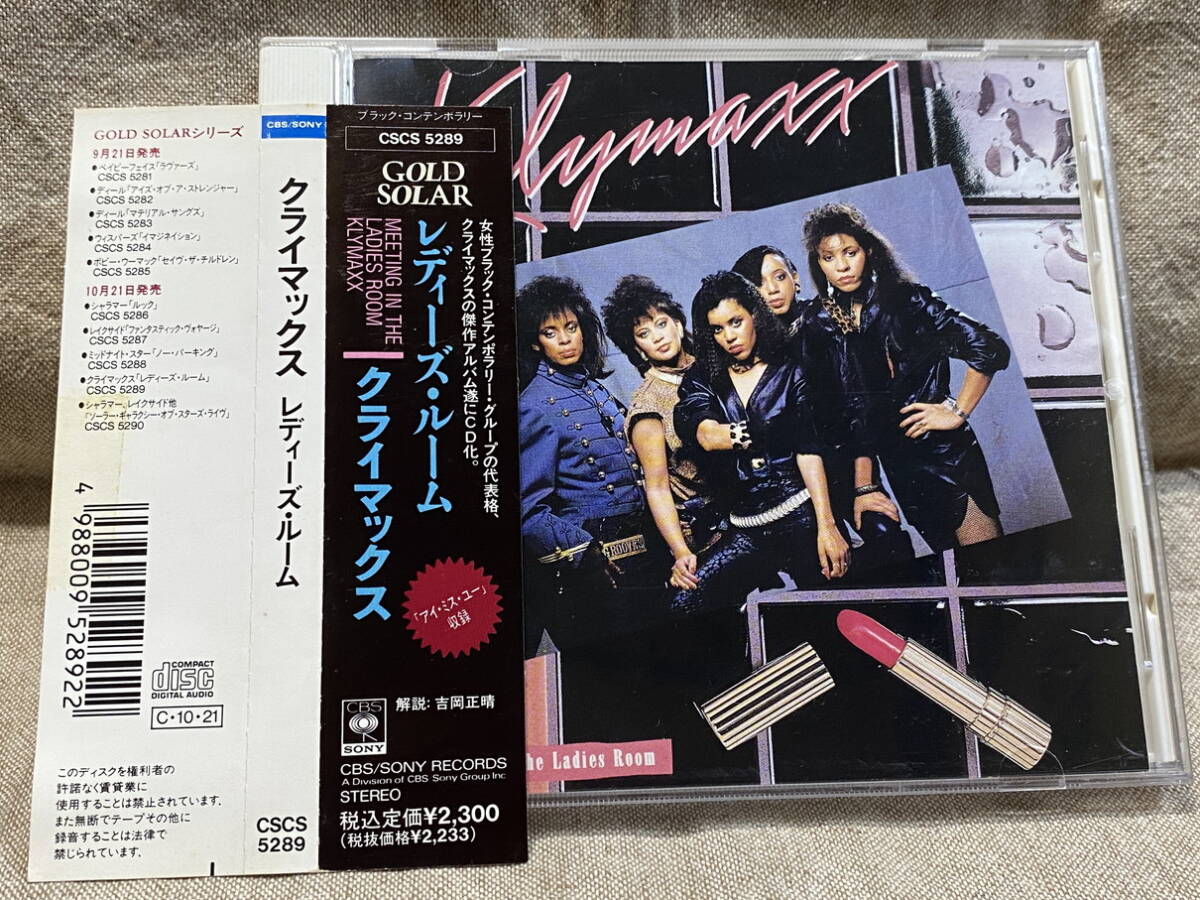 GOLD SOLARシリーズ
9月21日発売
●ベイビーフェイス「ラヴァーズ」
CSCS 5281
●ディール「アイズ・オブ・ア・ストレンジャー」
CSCS 5282
●ディール「マテリアル・サングズ」
CSCS 5283
●ウィスパーズ「イマジネイション」
CSCS 5284
●ボビー・ウーマック「セイヴ・ザ・チルドレン」
CSCS 5285
10月21日発売
●シャラマー「ルック」
CSCS 5286
●レイクサイド「ファンタスティック・ヴォヤージ」
CSCS 5287
●ミッドナイト・スター「ノー・パーキング」
CSCS 5288
●クライマックス「レディーズ・ルーム」
CSCS 5289
●シャラマー、レイクサイド他
「ソーラー・ギャラクシー・オブ・スターズ・ライヴ」
CSCS 5290
4 988009 528922
COMPACT
disc
DIGITAL AUDIO
C・10・21
このディスクを権利者の
許諾なく賃貸業に
使用することは禁止されています.
また無断でテープその他に
録音することは法律で
禁じられています.
CBS/SONY
クライマックス レディーズ・ルーム
CSCS
5289
ブラック・コンテンポラリー
CSCS 5289
GOLD
SOLAR
女性ブラック・コンテンポラリー・グループの代表格、
クライマックスの傑作アルバム遂にCD化。
レディーズ・ルーム
MEETING IN THE
LADIES ROOM
KLYMAXX
クライマックス
「アイ・ミス・ユー」
収録
CBS
SONY
解説：吉岡正晴
CBS/SONY RECORDS
A Division of CBS Sony Group Inc
STEREO
税込定価¥2,300
(税抜価格¥2,233)
Klymaxx
GROOVES
he Ladies Room